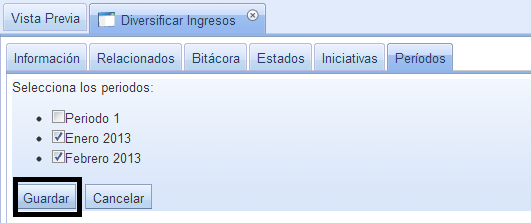 Vista Previa Diversificar Ingresos
Información Relacionados Bitácora Estados Iniciativas Períodos
Selecciona los periodos:
Periodo 1
Enero 2013
Febrero 2013
Guardar Cancelar